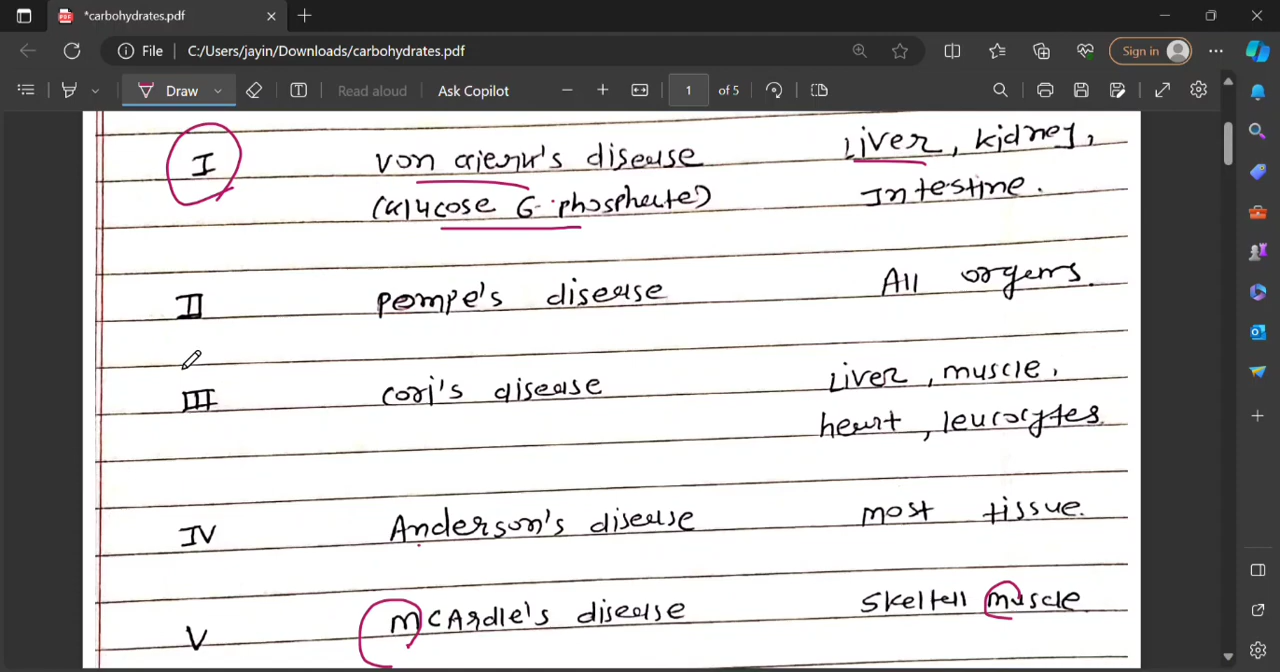 *carbohydrates.pdf
File C:/Users/jayin/Downloads/carbohydrates.pdf Sign in
Draw Read aloud Ask Copilot 1 of 5
I von Gierk's disease Liver, kidney,
(Glucose 6-phosphate) Intestine.
II Pompe's disease All organs.
III Cori's disease Liver, muscle,
heart, leucocytes.
IV Anderson's disease most tissue.
V McArdle's disease Skeltell muscle